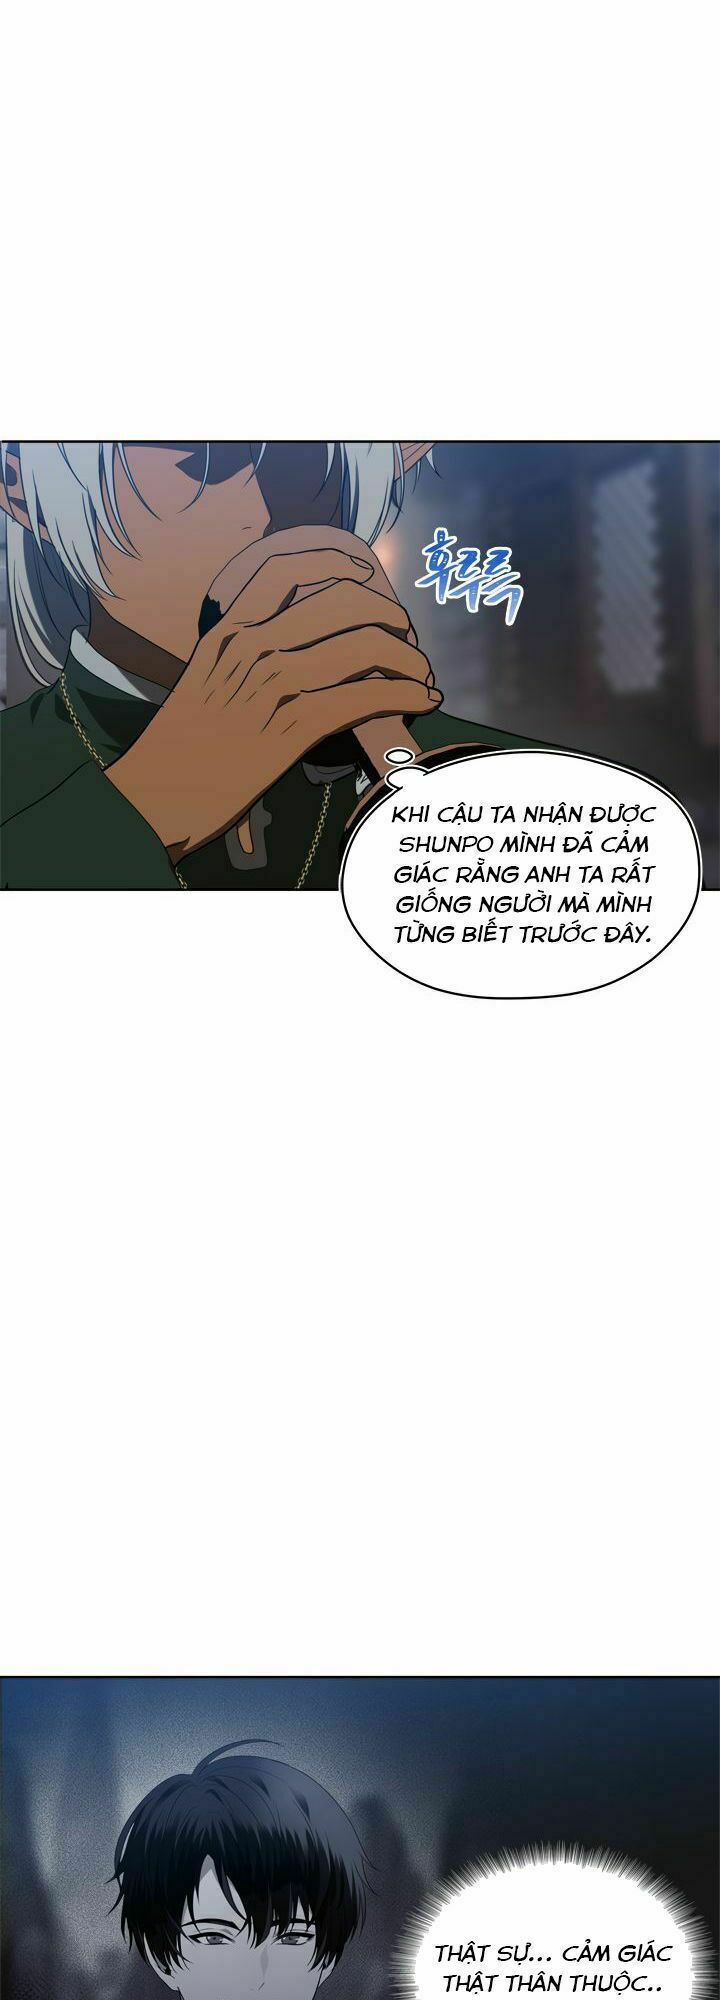 후루룩
KHI CẬU TA NHẬN ĐƯỢC
SHUNPO MÌNH ĐÃ CẢM
GIÁC RẰNG ANH TA RẤT
GIỐNG NGƯỜI MÀ MÌNH
TỪNG BIẾT TRƯỚC ĐÂY.
THẬT SỰ... CẢM GIÁC
THẬT THÂN THUỘC..